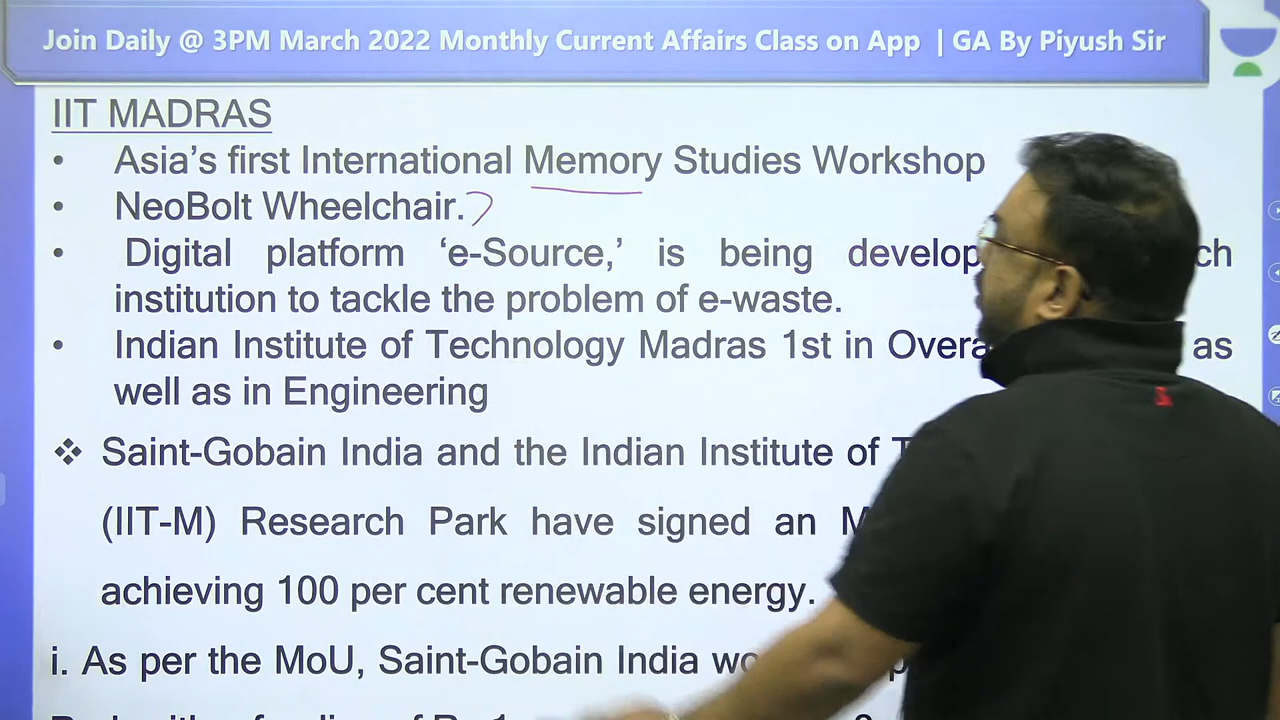 Join Daily @ 3PM March 2022 Monthly Current Affairs Class on App | GA By Piyush Sir
IIT MADRAS
• Asia's first International Memory Studies Workshop
• NeoBolt Wheelchair.
• Digital platform 'e-Source,' is being
institution to tackle the problem of e-waste.
• Indian Institute of Technology Madras 1st in as
well as in Engineering
❖ Saint-Gobain India and the Indian Institute of
(IIT-M) Research Park have signed an
achieving 100 per cent renewable energy.
i. As per the MoU, Saint-Gobain India